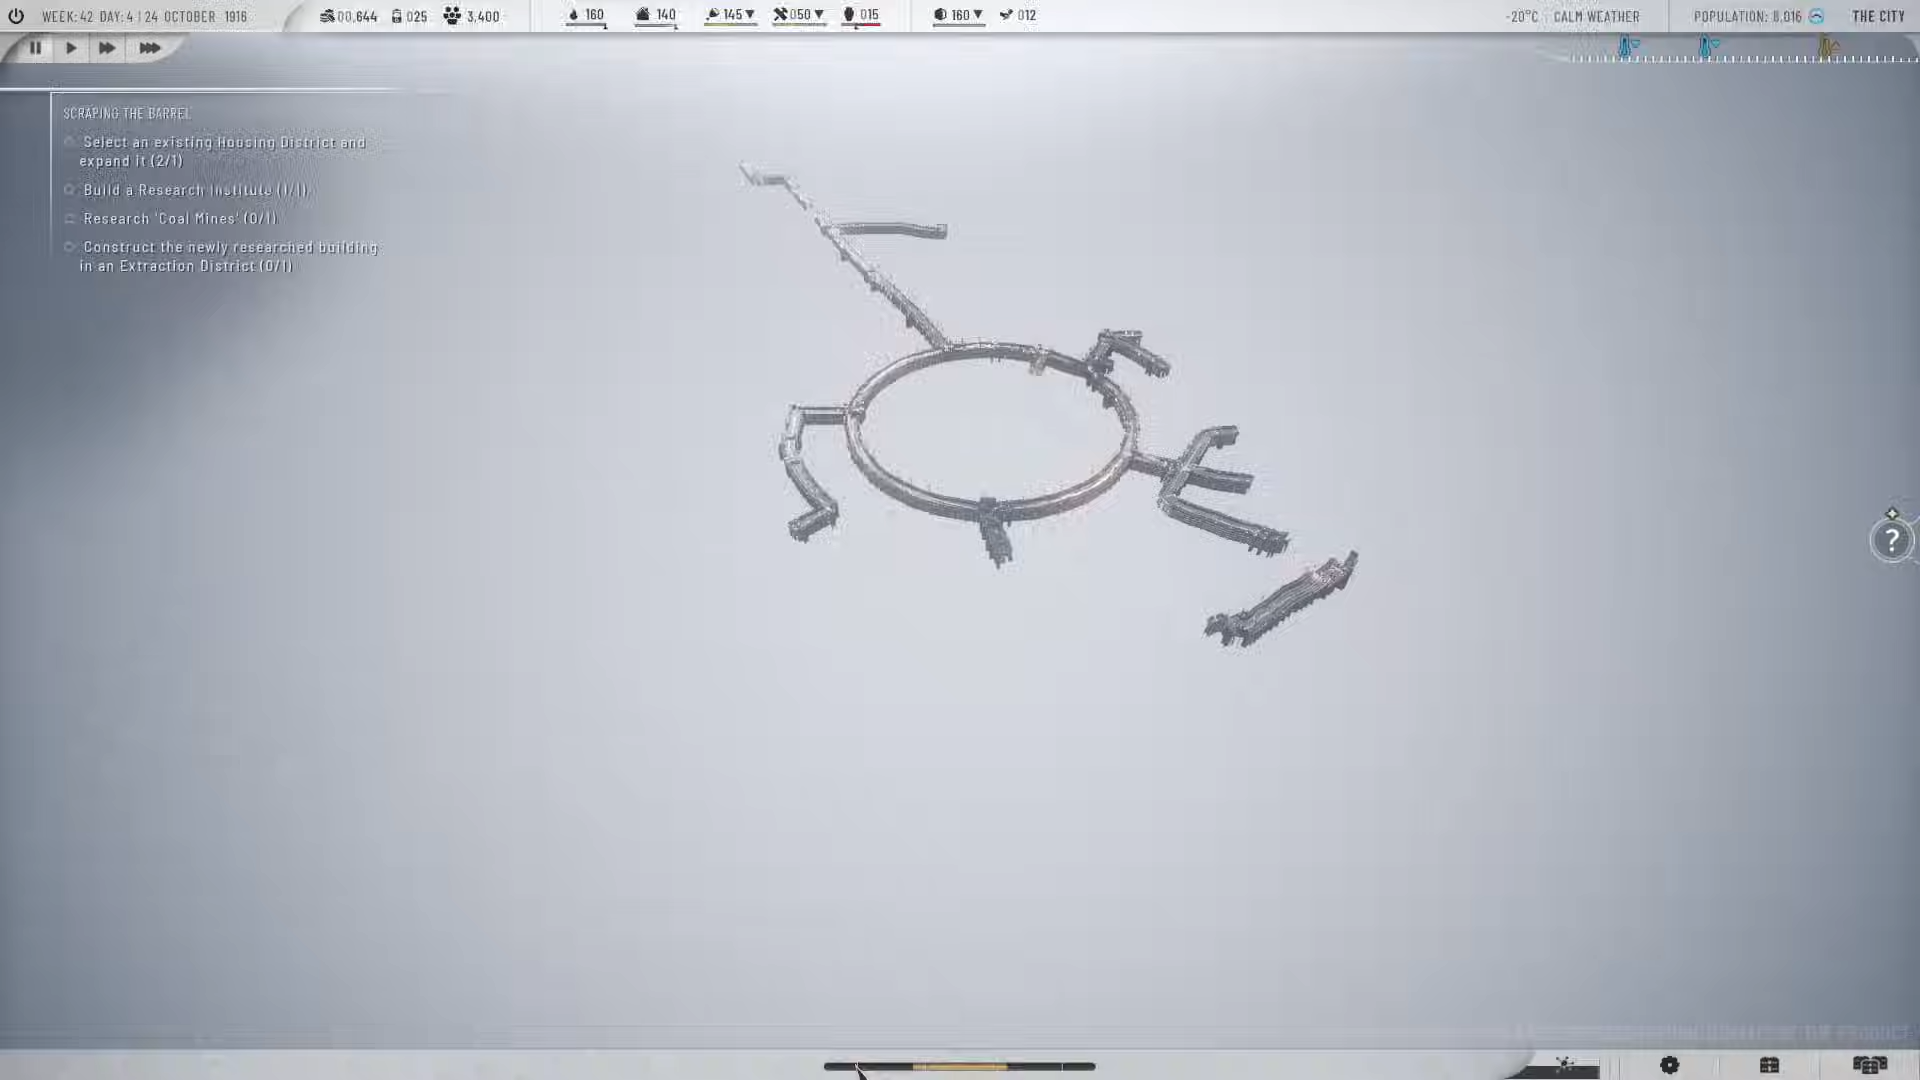 WEEK: 42 DAY: 4 | 24 OCTOBER 1916
00,644 025 3,400 160 140 145 050 015 160 012
-20°C CALM WEATHER POPULATION: 8,016 THE CITY
SCRAPING THE BARREL
Select an existing Housing District and
expand it (2/1)
Build a Research Institute (1/1)
Research 'Coal Mines' (0/1)
Construct the newly researched building
in an Extraction District (0/1)
?